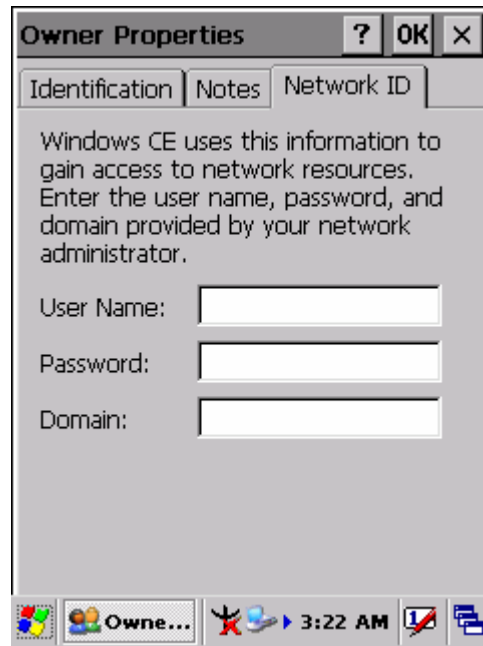 Owner Properties ? OK ×
Identification Notes Network ID
Windows CE uses this information to
gain access to network resources.
Enter the user name, password, and
domain provided by your network
administrator.
User Name:
Password:
Domain:
Owne... 3:22 AM